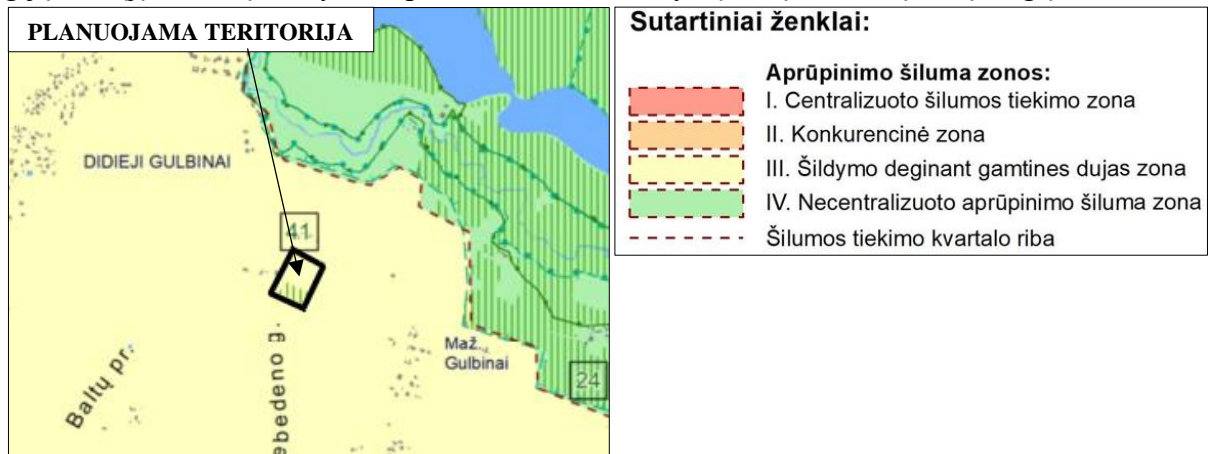 PLANUOJAMA TERITORIJA
DIDIEJI GULBINAI
41
Maž.
Gulbinai
24
Baltų pr.
ebedeno g.
Sutartiniai ženklai:
Aprūpinimo šiluma zonos:
I. Centralizuoto šilumos tiekimo zona
II. Konkurencinė zona
III. Šildymo deginant gamtines dujas zona
IV. Necentralizuoto aprūpinimo šiluma zona
Šilumos tiekimo kvartalo riba